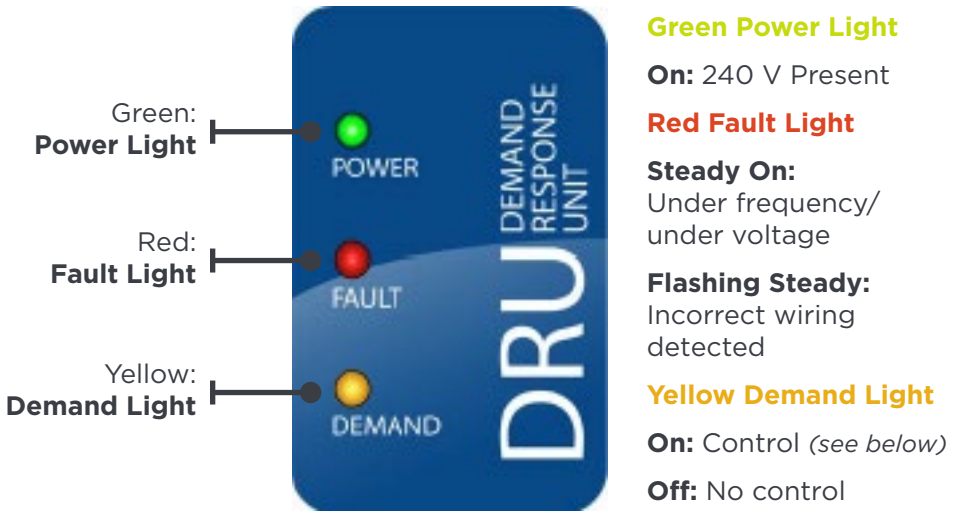 Green:
Power Light
Red:
Fault Light
Yellow:
Demand Light
POWER
FAULT
DEMAND
DRU
DEMAND
RESPONSE
UNIT
Green Power Light
On: 240 V Present
Red Fault Light
Steady On:
Under frequency/
under voltage
Flashing Steady:
Incorrect wiring
detected
Yellow Demand Light
On: Control (see below)
Off: No control